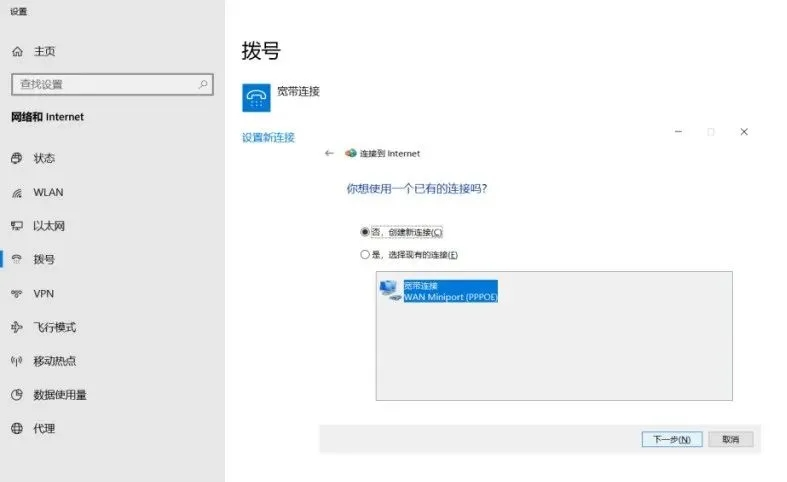 设置
主页
查找设置
网络和 Internet
状态
WLAN
以太网
拨号
VPN
飞行模式
移动热点
数据使用量
代理
拨号
宽带连接
设置新连接
连接到 Internet
你想使用一个已有的连接吗?
否，创建新连接(C)
是，选择现有的连接(E)
宽带连接
WAN Miniport (PPPOE)
下一步(N)
取消